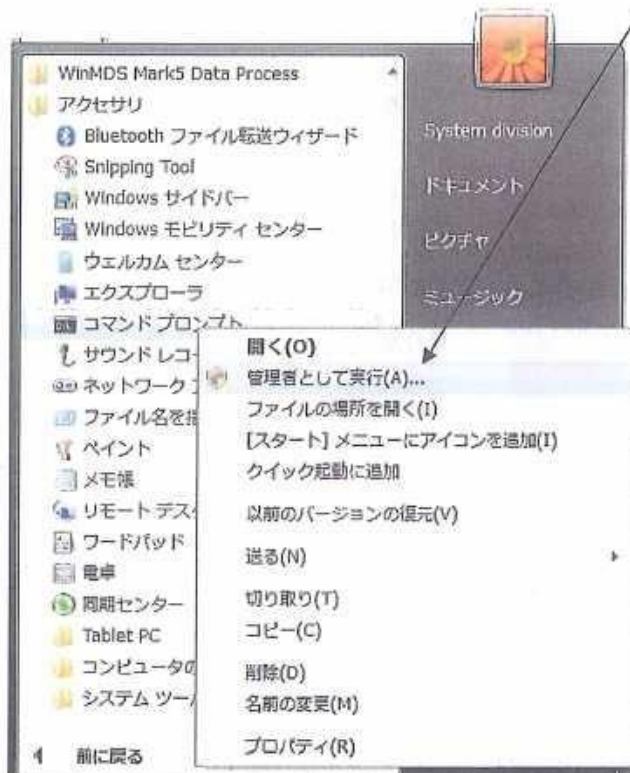 WinMDS Mark5 Data Process
アクセサリ
Bluetooth ファイル転送ウィザード
Snipping Tool
Windows サイドバー
Windows モビリティ センター
ウェルカム センター
エクスプローラ
コマンド プロンプト
サウンド レコー
ネットワーク
ファイル名を指
ペイント
メモ帳
リモート デス
ワードパッド
電卓
同期センター
Tablet PC
コンピュータの
システム ツー
前に戻る
System division
ドキュメント
ピクチャ
ミュージック
開く(O)
管理者として実行(A)...
ファイルの場所を開く(I)
[スタート] メニューにアイコンを追加(I)
クイック起動に追加
以前のバージョンの復元(V)
送る(N)
切り取り(T)
コピー(C)
削除(D)
名前の変更(M)
プロパティ(R)